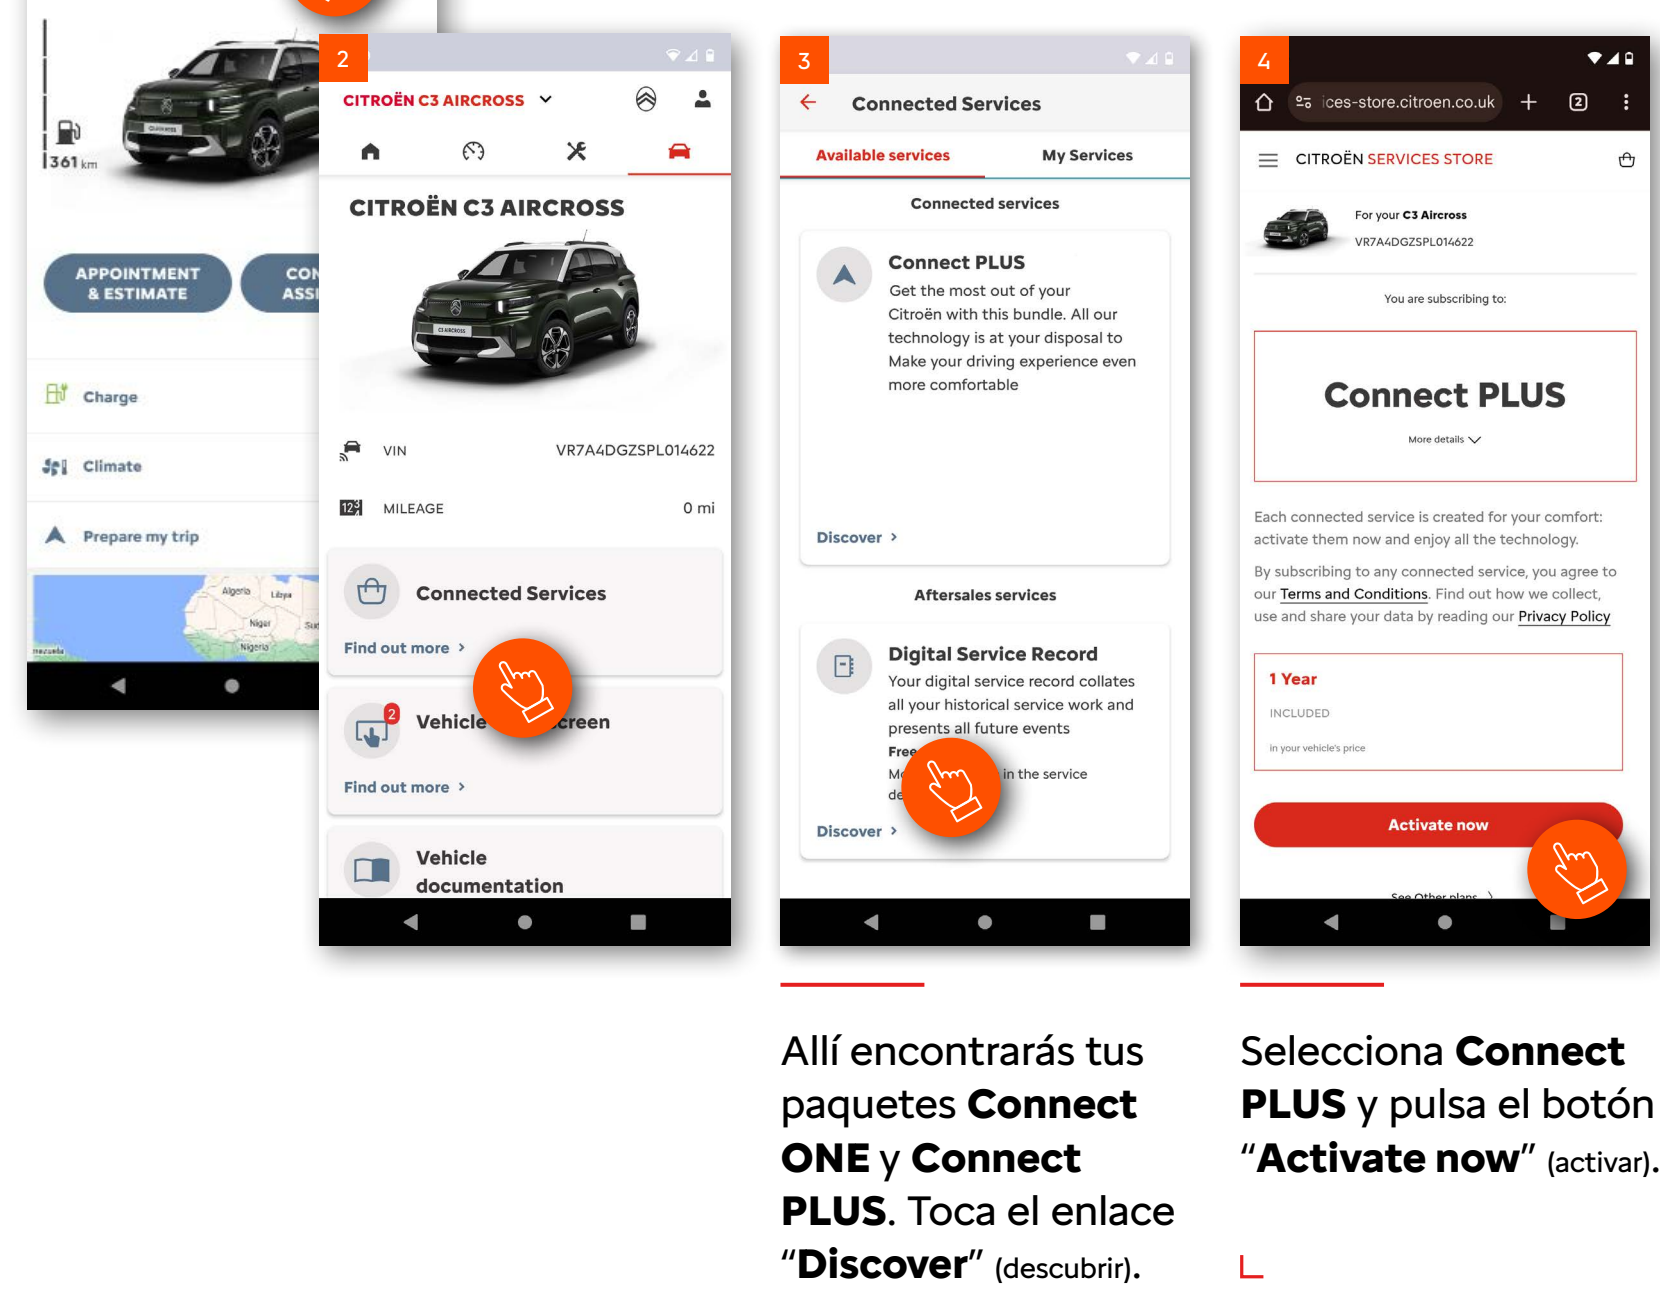 361 km
APPOINTMENT
& ESTIMATE
Charge
Climate
Prepare my trip
Algeria
Libya
Niger
Nigeria
2
CITROËN C3 AIRCROSS
CITROËN C3 AIRCROSS
VIN
VR7A4DGZSPL014622
MILEAGE
0 mi
Connected Services
Find out more >
2
Vehicle
Find out more >
Vehicle
documentation
3
Connected Services
Available services
My Services
Connected services
Connect PLUS
Get the most out of your
Citroën with this bundle. All our
technology is at your disposal to
Make your driving experience even
more comfortable
Discover >
Aftersales services
Digital Service Record
Your digital service record collates
all your historical service work and
presents all future events
Free
in the service
Discover >
Allí encontrarás tus
paquetes Connect
ONE y Connect
PLUS. Toca el enlace
“Discover” (descubrir).
4
ices-store.citroen.co.uk
2
CITROËN SERVICES STORE
For your C3 Aircross
VR7A4DGZSPL014622
You are subscribing to:
Connect PLUS
More details
Each connected service is created for your comfort:
activate them now and enjoy all the technology.
By subscribing to any connected service, you agree to
our Terms and Conditions. Find out how we collect,
use and share your data by reading our Privacy Policy
1 Year
INCLUDED
in your vehicle's price
Activate now
See Other plans
Selecciona Connect
PLUS y pulsa el botón
“Activate now” (activar).